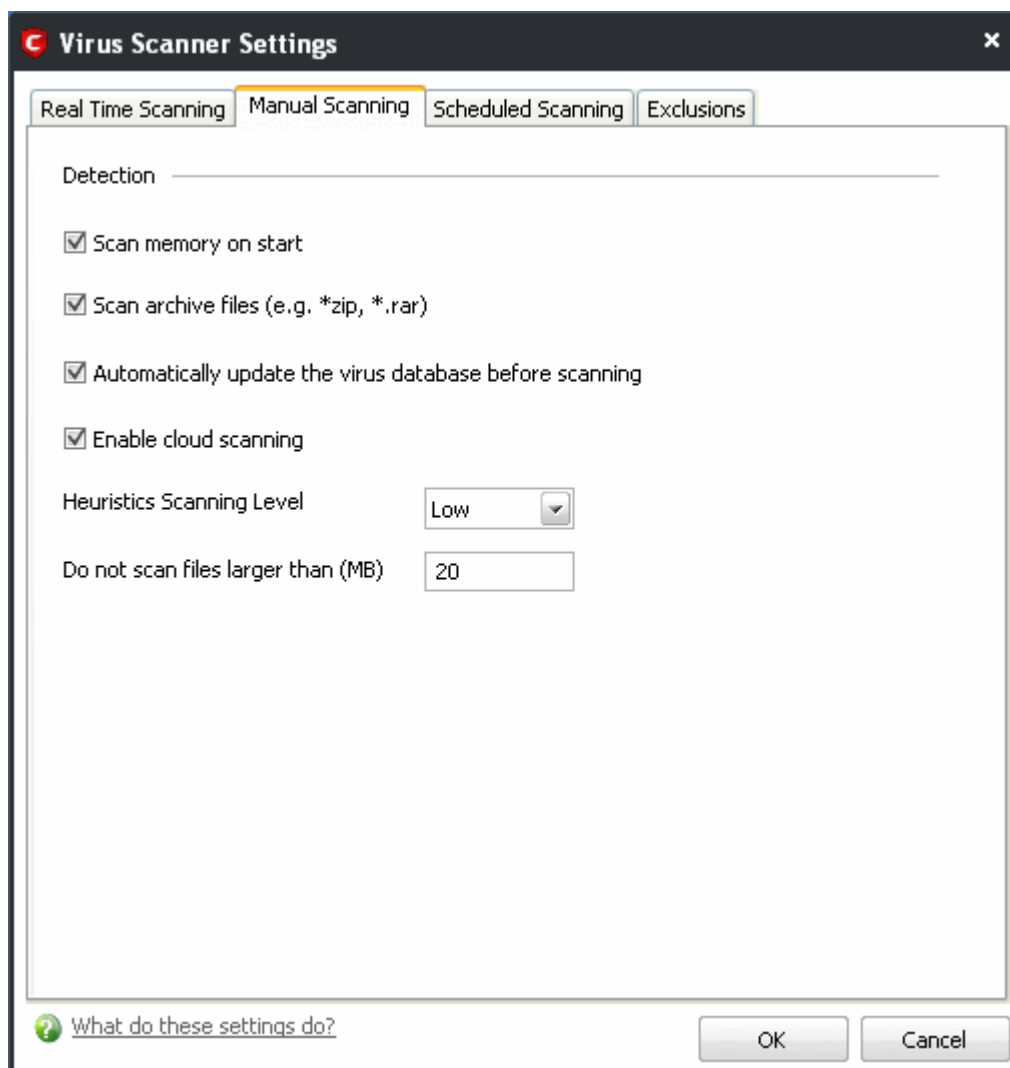 Virus Scanner Settings
Real Time Scanning Manual Scanning Scheduled Scanning Exclusions
Detection
Scan memory on start
Scan archive files (e.g. *zip, *.rar)
Automatically update the virus database before scanning
Enable cloud scanning
Heuristics Scanning Level Low
Do not scan files larger than (MB) 20
What do these settings do?
OK Cancel